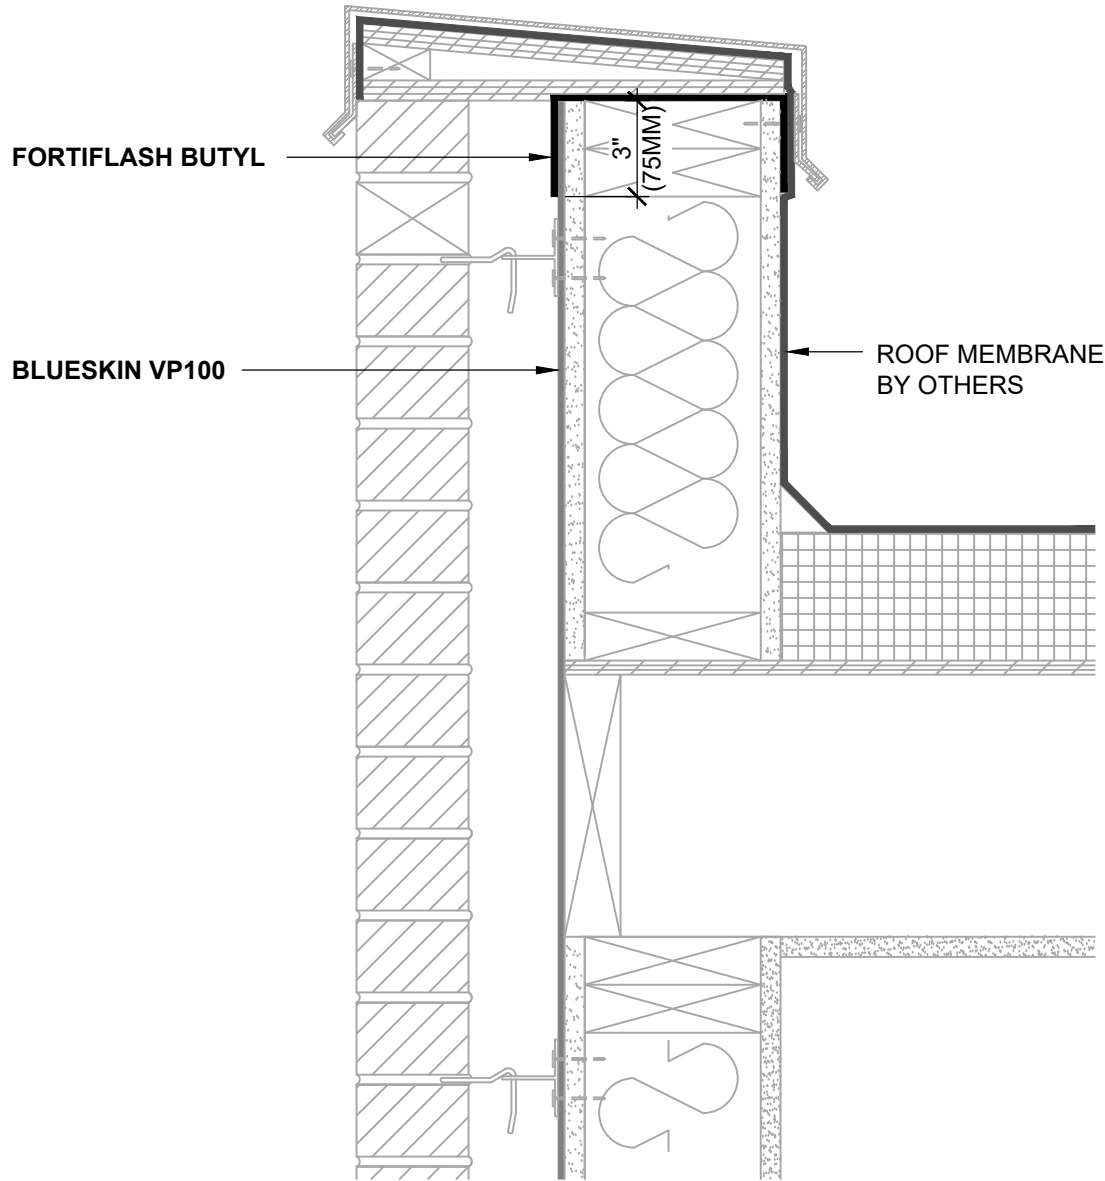 FORTIFLASH BUTYL
3"
(75MM)
BLUESKIN VP100
ROOF MEMBRANE
BY OTHERS